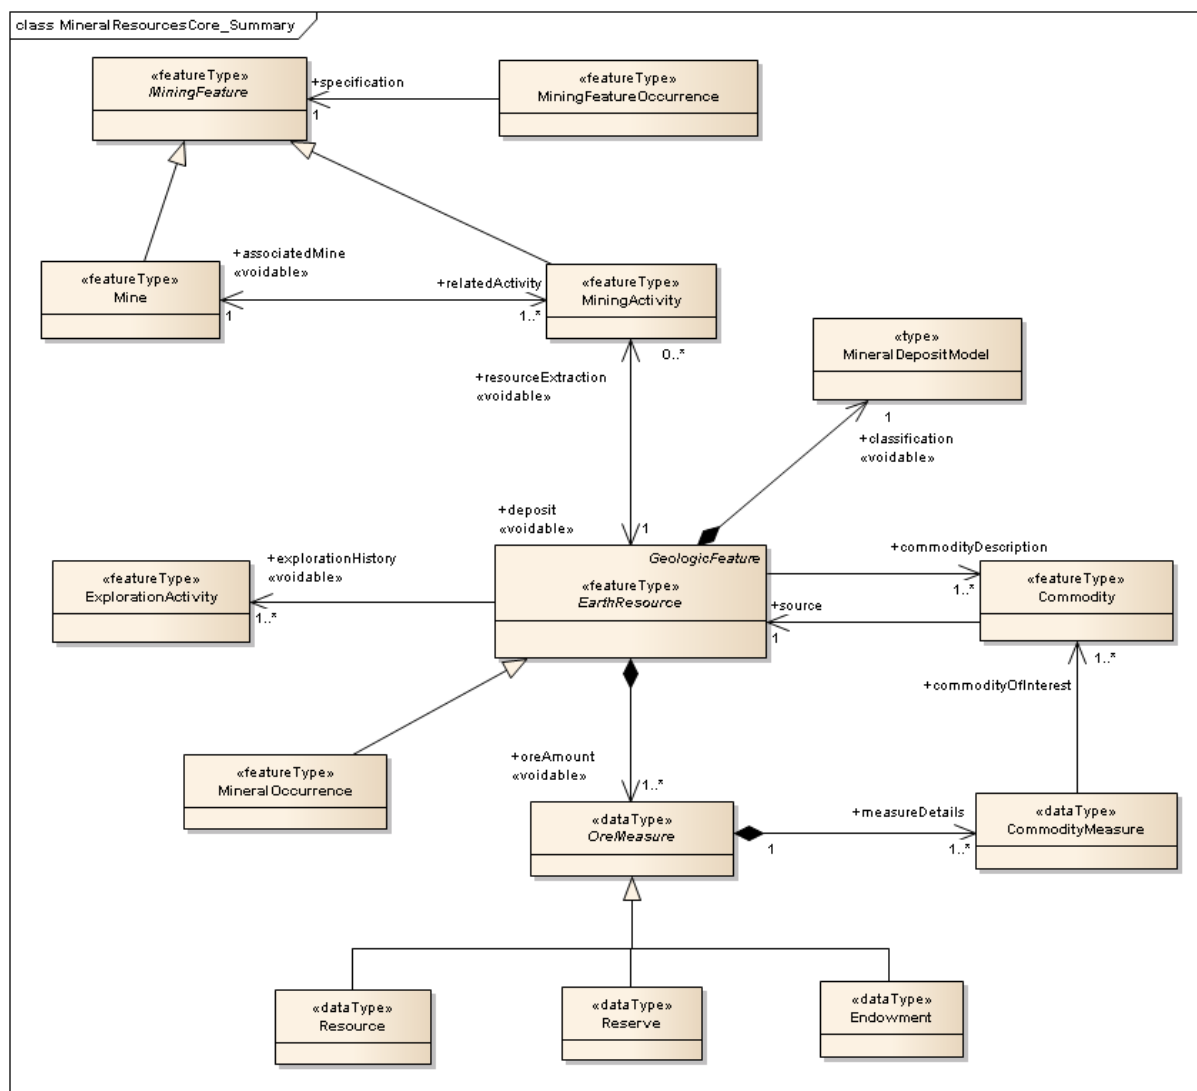 class MineralResourcesCore_Summary
«featureType»
MiningFeature
+specification
1
«featureType»
MiningFeatureOccurrence
+associatedMine
«voidable»
«featureType»
Mine
1
+relatedActivity
1..*
«featureType»
MiningActivity
0..*
+resourceExtraction
«voidable»
«type»
MineralDepositModel
1
+classification
«voidable»
+deposit
«voidable»
1
GeologicFeature
«featureType»
EarthResource
+explorationHistory
«voidable»
1..*
«featureType»
ExplorationActivity
+commodityDescription
1..*
«featureType»
Commodity
+source
1
1..*
+commodityOfInterest
«featureType»
MineralOccurrence
+oreAmount
«voidable»
1..*
«dataType»
OreMeasure
1
+measureDetails
1..*
«dataType»
CommodityMeasure
«dataType»
Resource
«dataType»
Reserve
«dataType»
Endowment